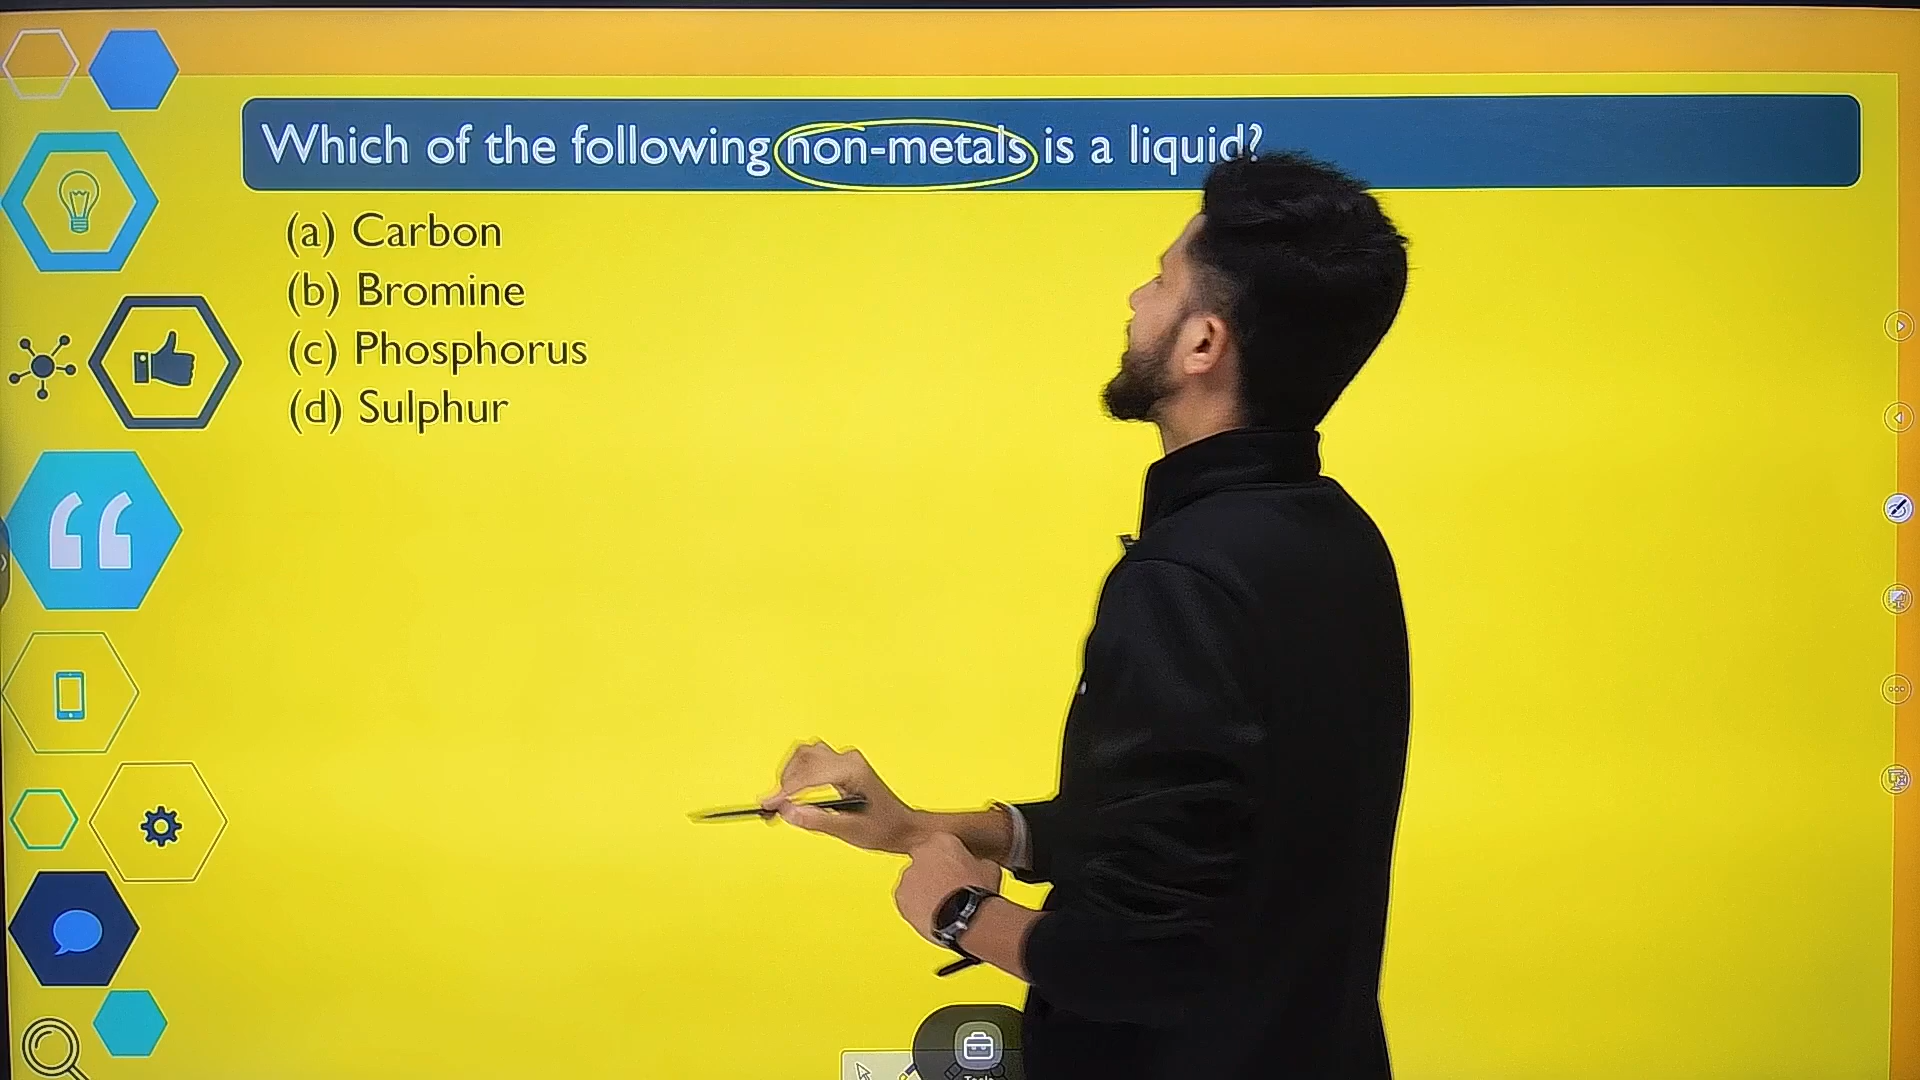 Which of the following non-metals is a liquid?
(a) Carbon
(b) Bromine
(c) Phosphorus
(d) Sulphur